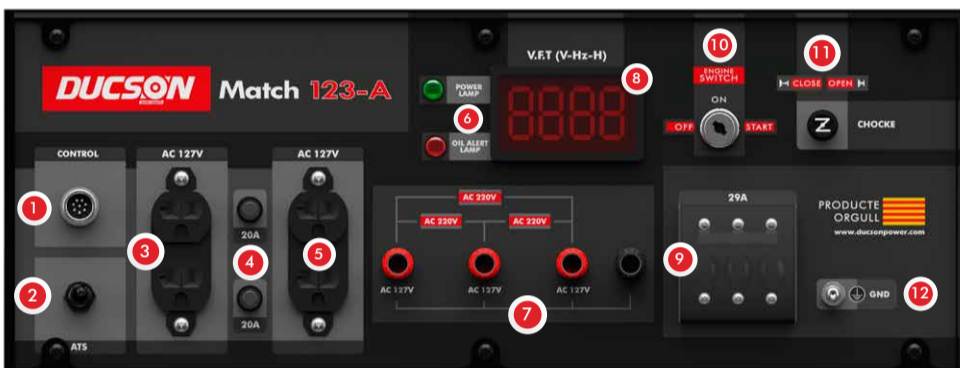 DUCSON
Match 123-A
V.F.T (V-Hz-H)
8
8888
POWER LAMP
6
OIL ALERT LAMP
10
ENGINE SWITCH
ON
OFF
START
11
CLOSE OPEN
CHOCKE
CONTROL
1
2
ATS
AC 127V
3
20A
4
20A
AC 127V
5
AC 220V
AC 220V
AC 220V
AC 127V
AC 127V
AC 127V
7
29A
9
PRODUCTE
ORGULL
www.ducsonpower.com
GND
12